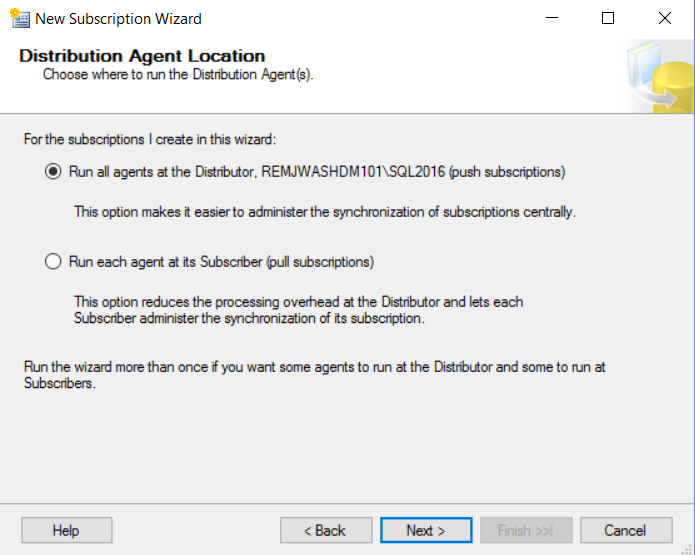 New Subscription Wizard
Distribution Agent Location
Choose where to run the Distribution Agent(s).
For the subscriptions I create in this wizard:
Run all agents at the Distributor, REMJWASHDM101\SQL2016 (push subscriptions)
This option makes it easier to administer the synchronization of subscriptions centrally.
Run each agent at its Subscriber (pull subscriptions)
This option reduces the processing overhead at the Distributor and lets each
Subscriber administer the synchronization of its subscription.
Run the wizard more than once if you want some agents to run at the Distributor and some to run at
Subscribers.
Help
< Back
Next >
Finish >>|
Cancel